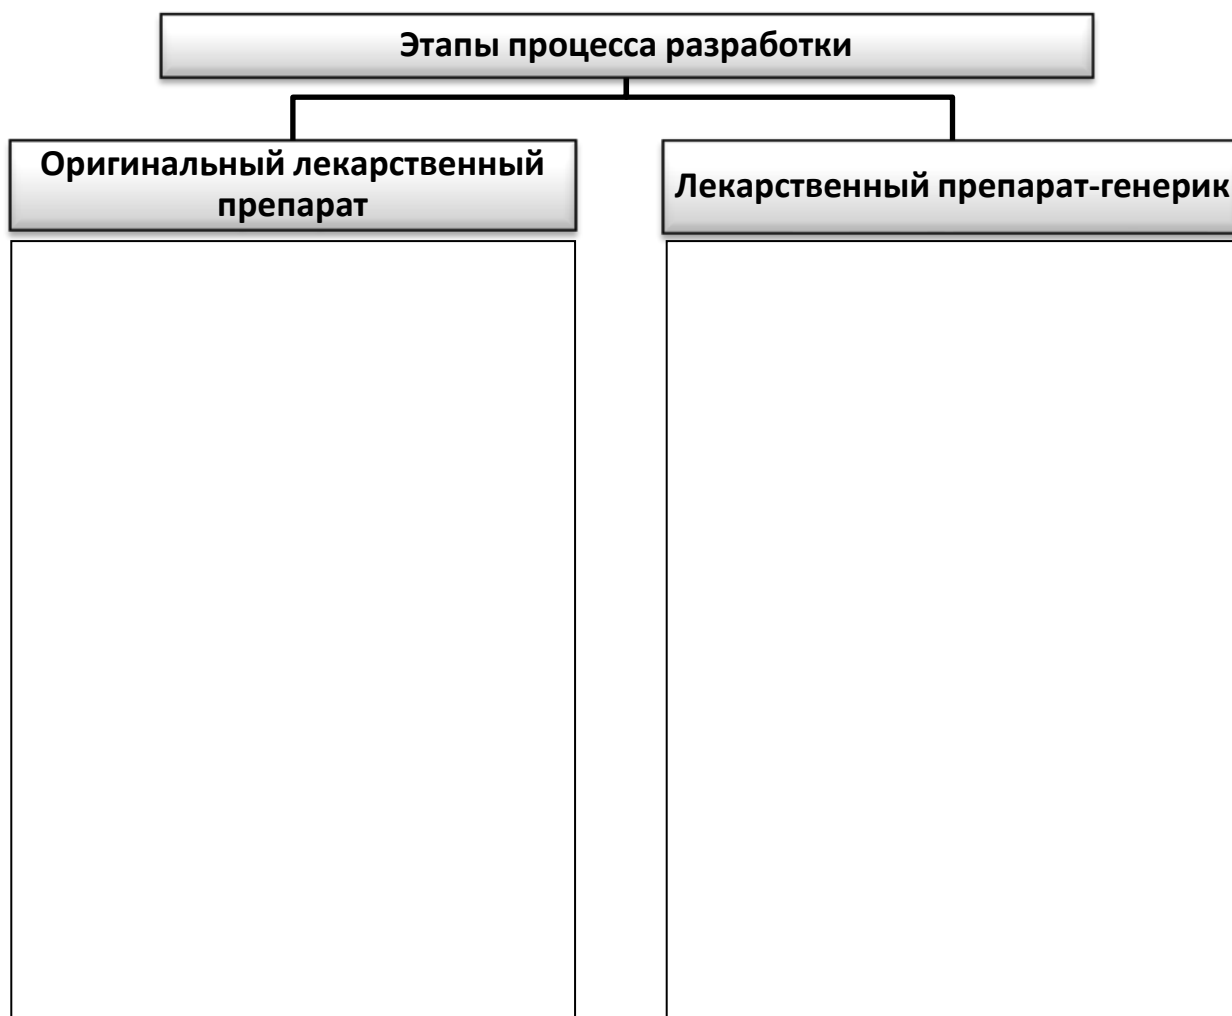 Этапы процесса разработки
Оригинальный лекарственный
препарат
Лекарственный препарат-генерик